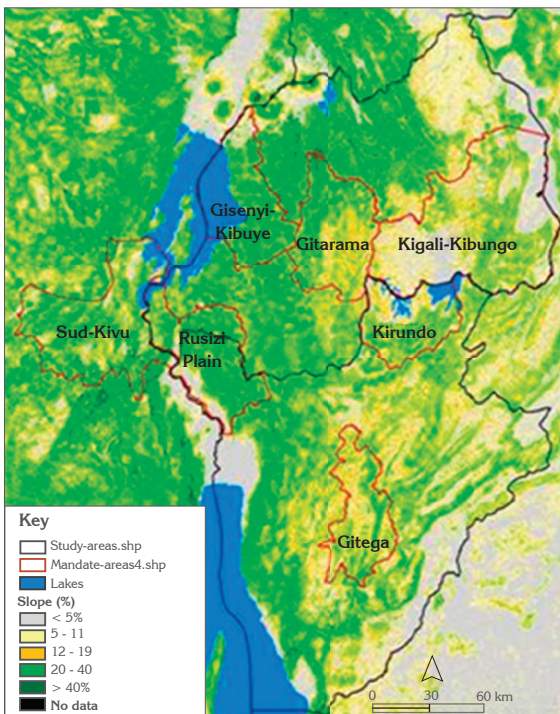 Gisenyi-
Kibuye
Gitarama
Kigali-Kibungo
Sud-Kivu
Rusizi
Plain
Kirundo
Gitega
Key
Study-areas.shp
Mandate-areas4.shp
Lakes
Slope (%)
< 5%
5 - 11
12 - 19
20 - 40
> 40%
No data
0 30 60 km